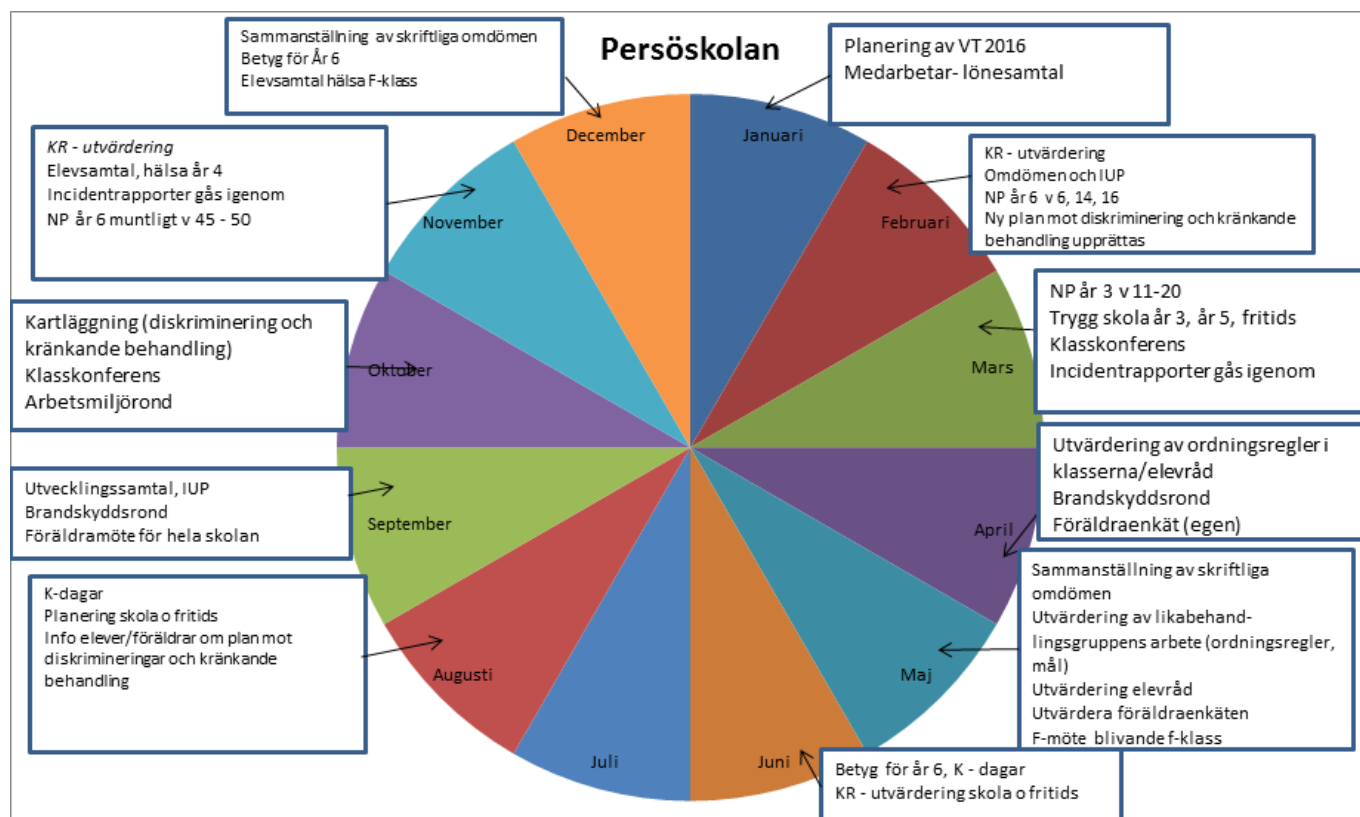 Persöskolan
Planering av VT 2016
Medarbetar- lönesamtal
Januari
KR - utvärdering
Omdömen och IUP
NP år 6 v 6, 14, 16
Ny plan mot diskriminering och kränkande
behandling upprättas
Februari
NP år 3 v 11-20
Trygg skola år 3, år 5, fritids
Klasskonferens
Incidentrapporter gås igenom
Mars
Utvärdering av ordningsregler i
klasserna/elevråd
Brandskyddsrond
Föräldraenkät (egen)
April
Sammanställning av skriftliga
omdömen
Utvärdering av likabehand-
lingsgruppens arbete (ordningsregler,
mål)
Utvärdering elevråd
Utvärdera föräldraenkäten
F-möte blivande f-klass
Maj
Betyg för år 6, K - dagar
KR - utvärdering skola o fritids
Juni
Juli
K-dagar
Planering skola o fritids
Info elever/föräldrar om plan mot
diskrimineringar och kränkande
behandling
Augusti
Utvecklingssamtal, IUP
Brandskyddsrond
Föräldramöte för hela skolan
September
Kartläggning (diskriminering och
kränkande behandling)
Klasskonferens
Arbetsmiljörond
Oktober
KR - utvärdering
Elevsamtal, hälsa år 4
Incidentrapporter gås igenom
NP år 6 muntligt v 45 - 50
November
Sammanställning av skriftliga omdömen
Betyg för År 6
Elevsamtal hälsa F-klass
December